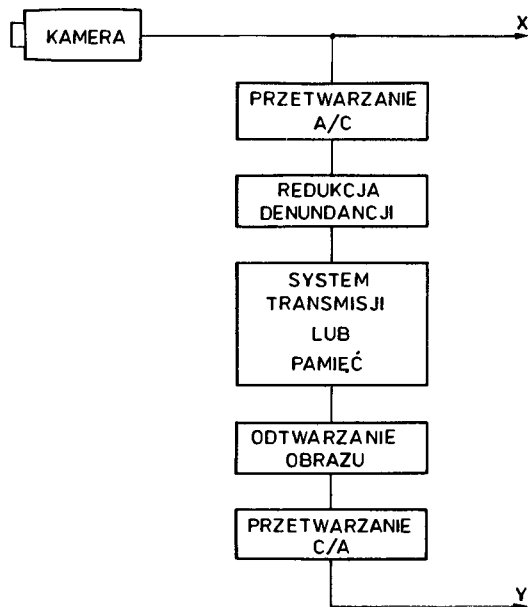 X
KAMERA
PRZETWARZANIE
A/C
REDUKCJA
DENUNDANCJI
SYSTEM
TRANSMISJI
LUB
PAMIĘĆ
ODTWARZANIE
OBRAZU
PRZETWARZANIE
C/A
Y